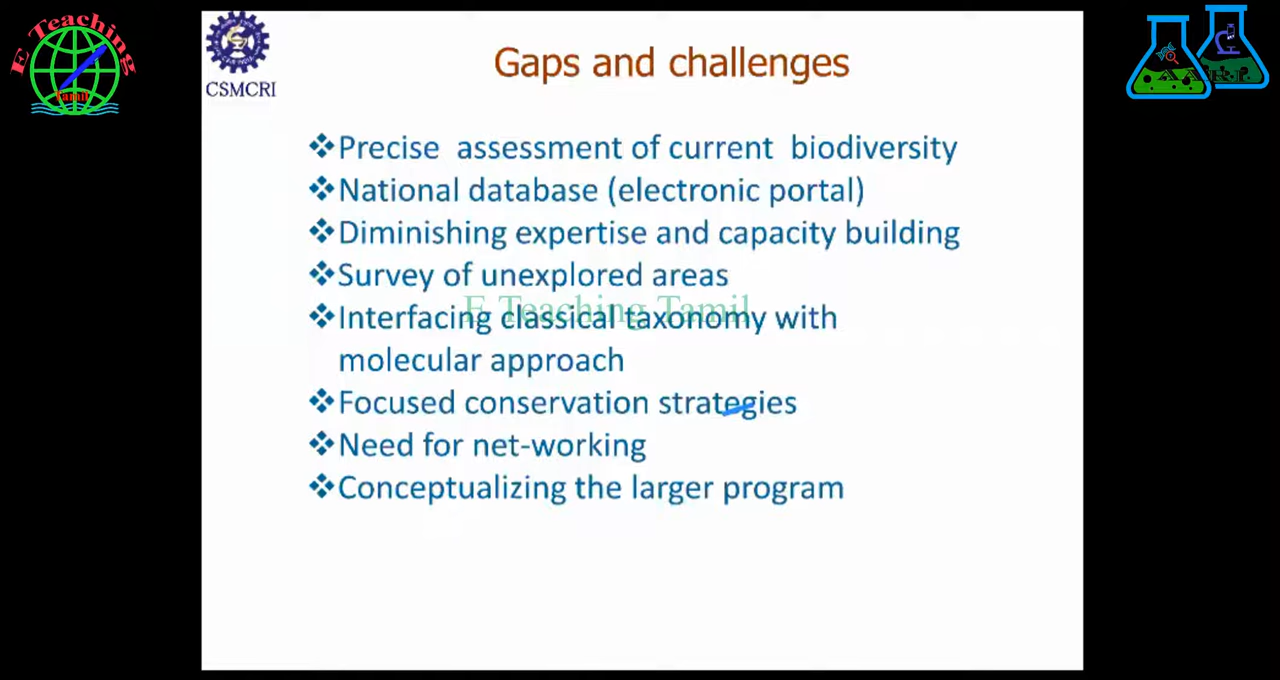 E Teaching
Tamil
CSMCRI
Gaps and challenges
Precise assessment of current biodiversity
National database (electronic portal)
Diminishing expertise and capacity building
Survey of unexplored areas
E Teaching Tamil
Interfacing classical taxonomy with
molecular approach
Focused conservation strategies
Need for net-working
Conceptualizing the larger program